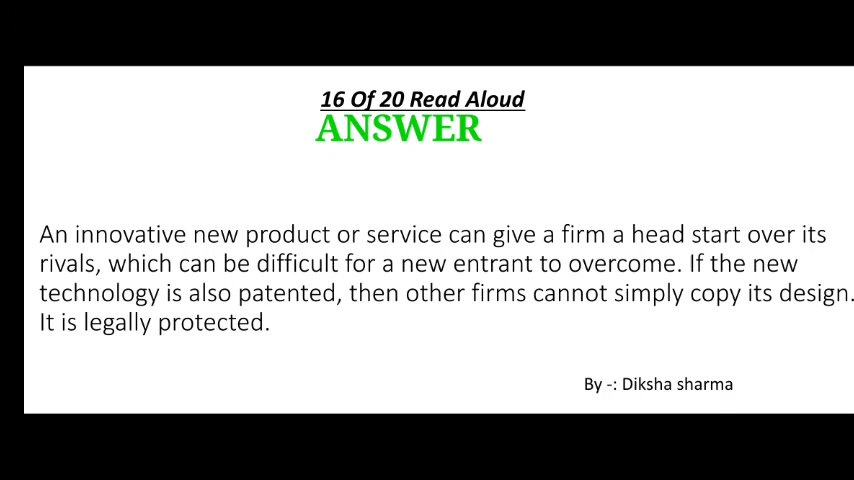 16 Of 20 Read Aloud
ANSWER
An innovative new product or service can give a firm a head start over its
rivals, which can be difficult for a new entrant to overcome. If the new
technology is also patented, then other firms cannot simply copy its design.
It is legally protected.
By -: Diksha sharma